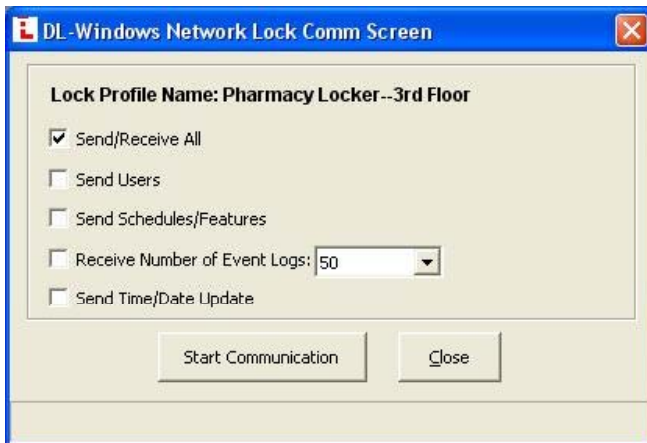 DL-Windows Network Lock Comm Screen
Lock Profile Name: Pharmacy Locker--3rd Floor
Send/Receive All
Send Users
Send Schedules/Features
Receive Number of Event Logs: 50
Send Time/Date Update
Start Communication Close